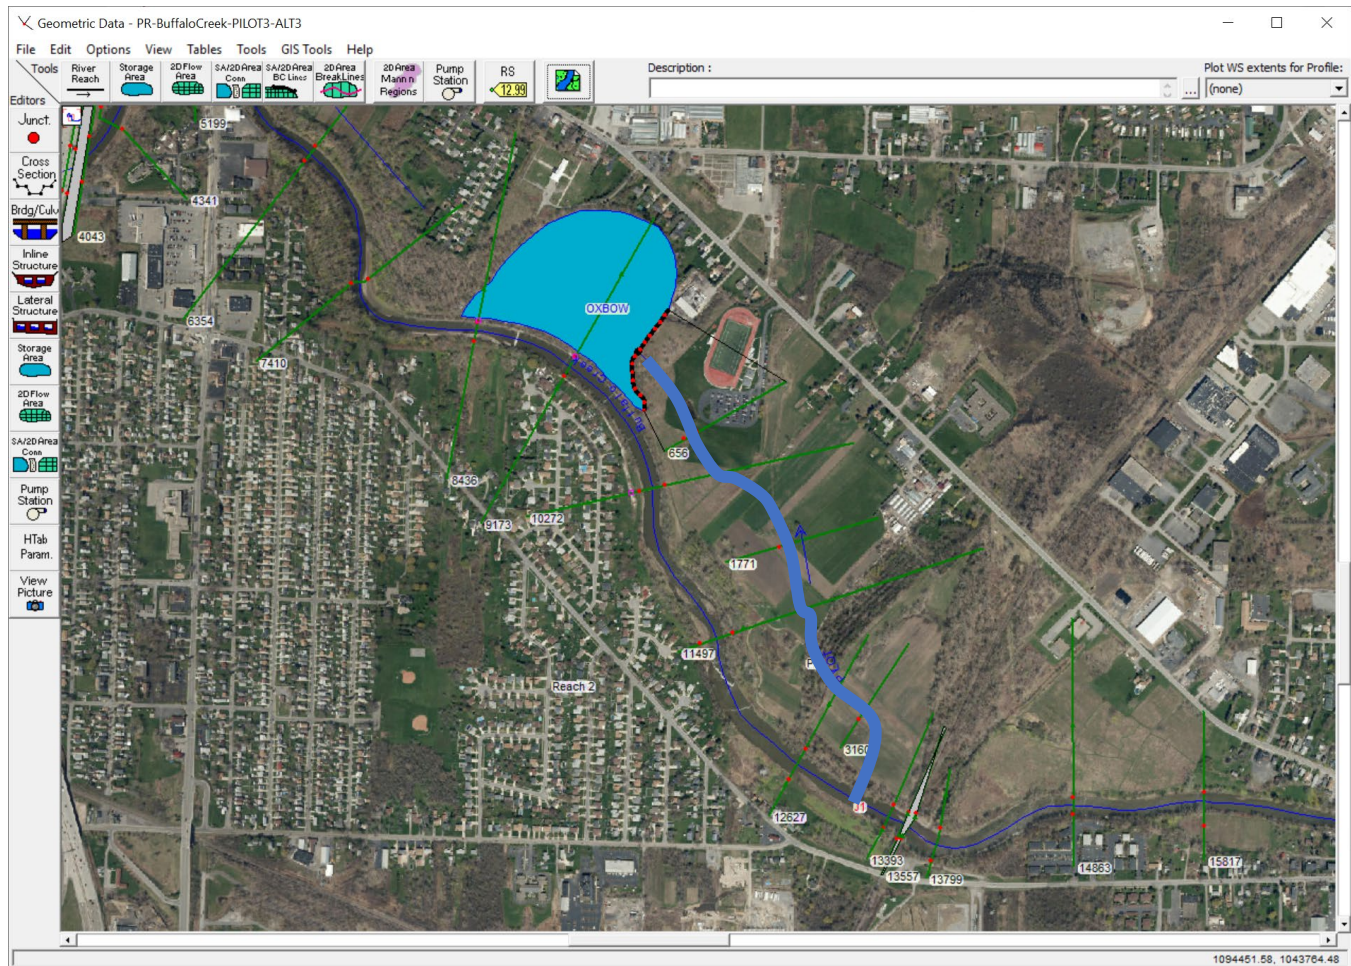 Geometric Data - PR-BuffaloCreek-PILOT3-ALT3
File Edit Options View Tables Tools GIS Tools Help
Tools
Editors
River
Reach
Storage
Area
2D Flow
Area
SA/2D Area
Conn
SA/2D Area
BC Lines
2D Area
BreakLines
2D Area
Mann n
Regions
Pump
Station
RS
12.99
Description :
...
Plot WS extents for Profile:
(none)
Junct.
Cross
Section
Brdg/Culv
Inline
Structure
Lateral
Structure
Storage
Area
2D Flow
Area
SA/2D Area
Conn
Pump
Station
HTab
Param.
View
Picture
5199
4341
4043
6354
7410
OXBOW
Buffalo Creek
656
8436
9173
10272
1771
11497
Reach 2
3160
J1
12627
13393
13557
13799
14863
15817
1094451.58, 1043764.48